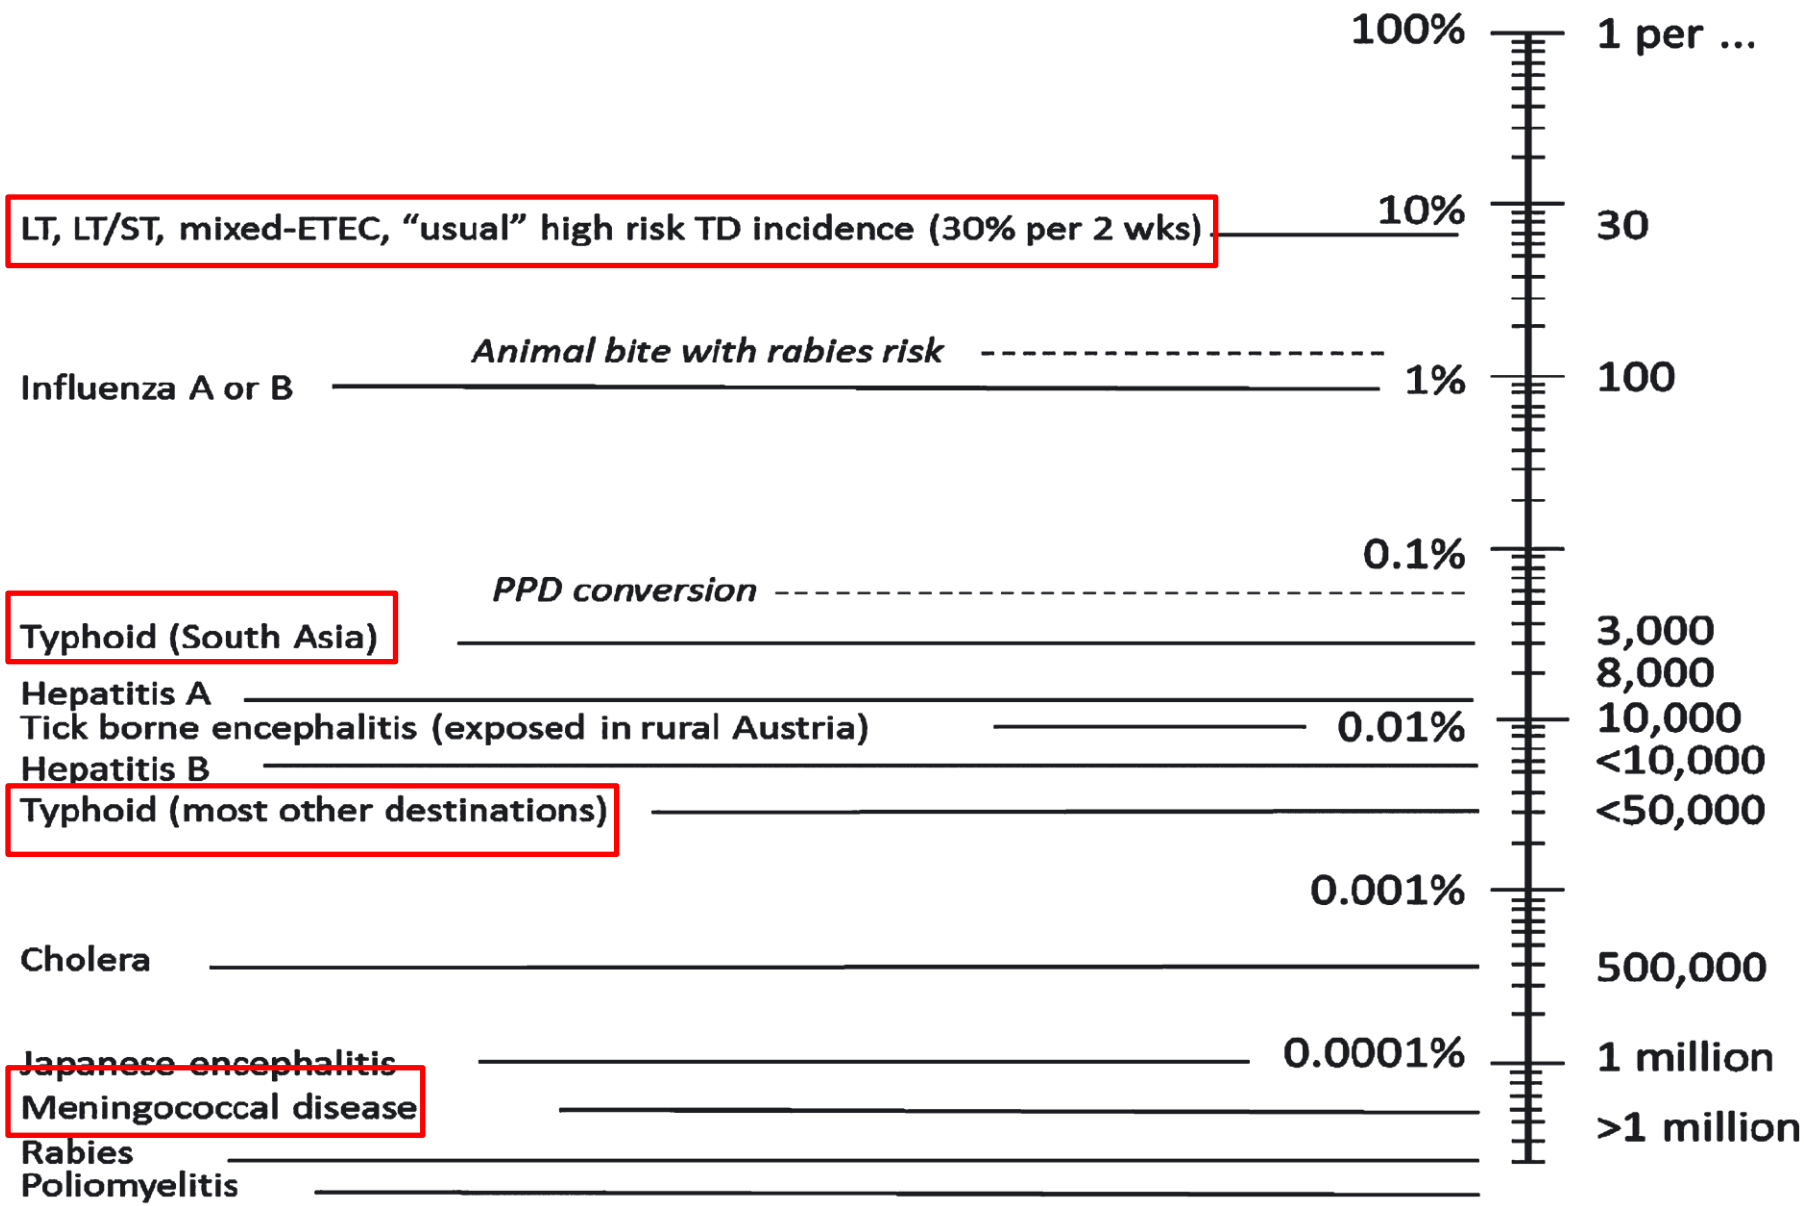 100% 1 per ...
LT, LT/ST, mixed-ETEC, “usual” high risk TD incidence (30% per 2 wks) 10% 30
Animal bite with rabies risk
Influenza A or B 1% 100
0.1%
PPD conversion
Typhoid (South Asia) 3,000
8,000
Hepatitis A
Tick borne encephalitis (exposed in rural Austria) 0.01% 10,000
Hepatitis B <10,000
Typhoid (most other destinations) <50,000
0.001%
Cholera 500,000
Japanese encephalitis 0.0001% 1 million
Meningococcal disease
>1 million
Rabies
Poliomyelitis